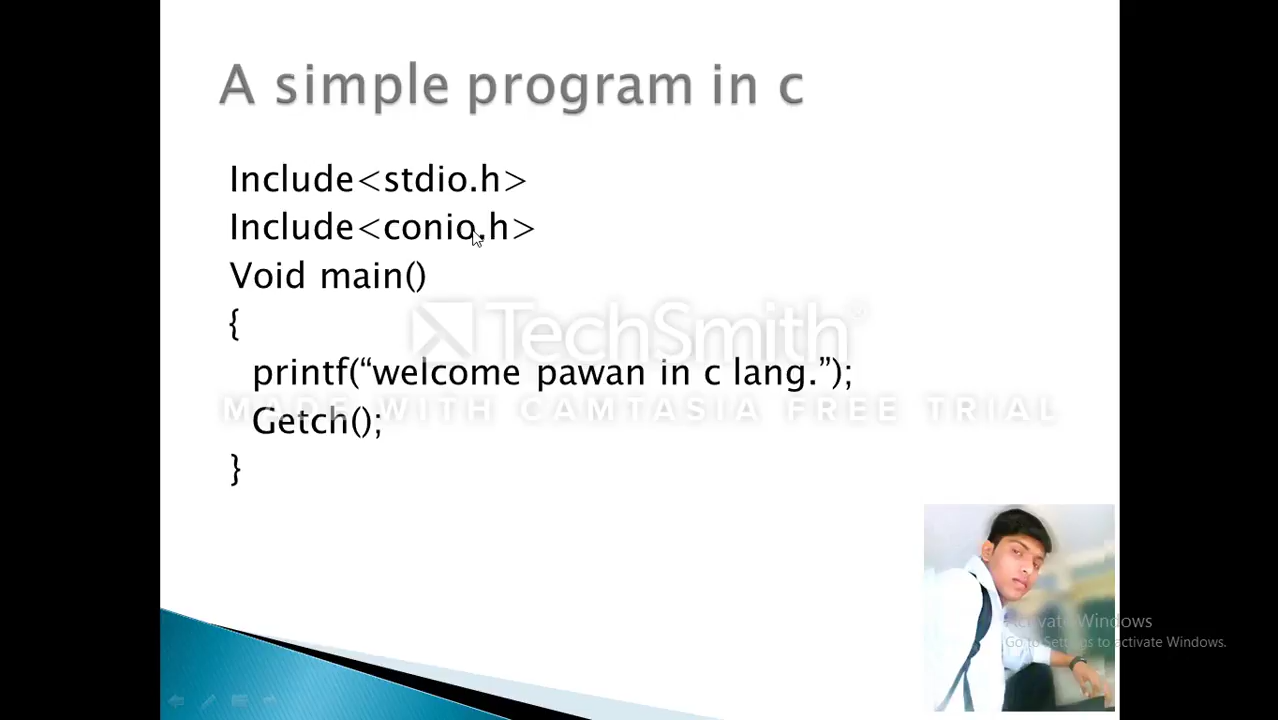 A simple program in c
Include<stdio.h>
Include<conio.h>
Void main()
{
TechSmith
printf(“welcome pawan in c lang.”);
MADE WITH CAMTASIA FREE TRIAL
Getch();
}
Activate Windows
Go to Settings to activate Windows.